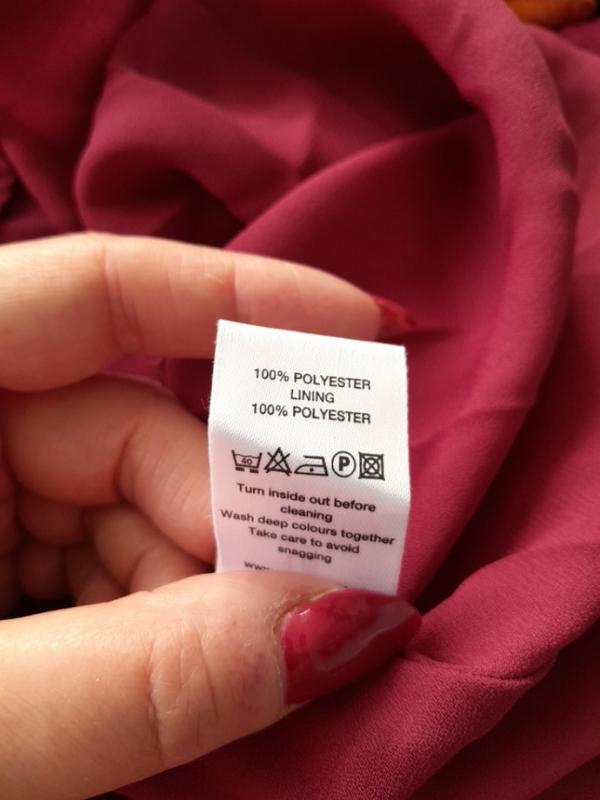 100% POLYESTER
LINING
100% POLYESTER
40 P
Turn inside out before
cleaning
Wash deep colours together
Take care to avoid
snagging
www.